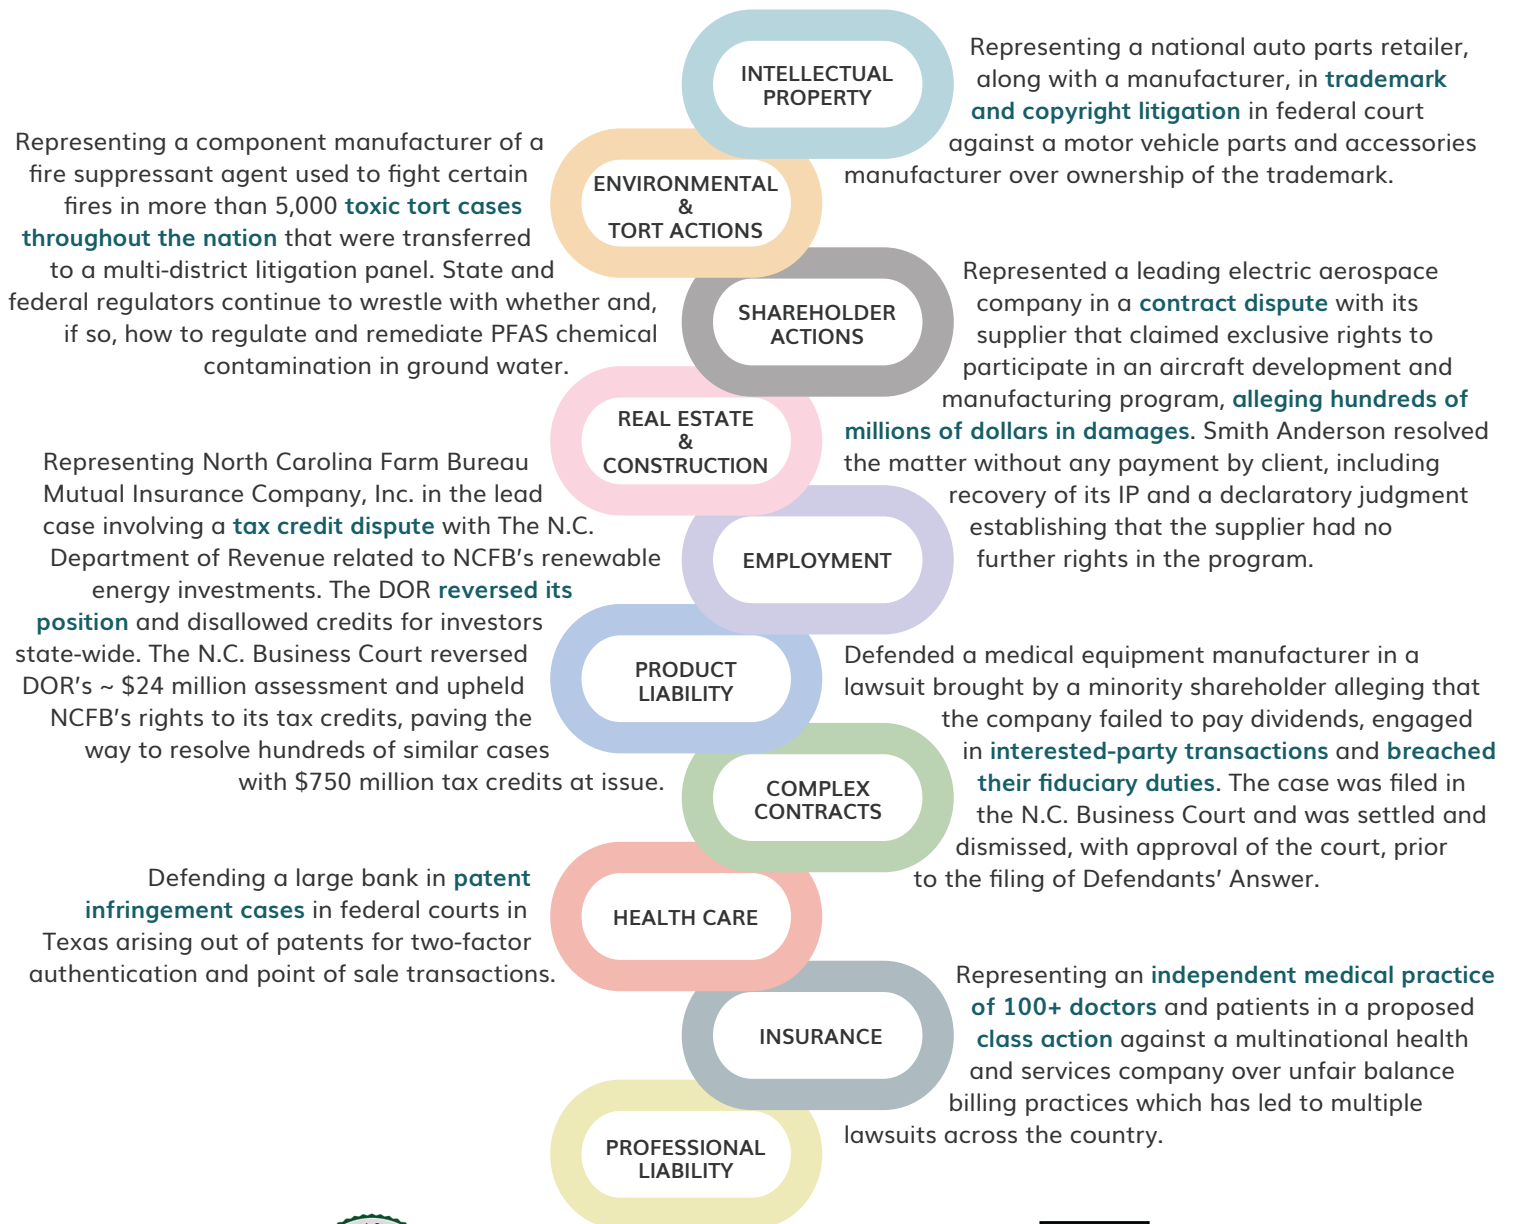 INTELLECTUAL
PROPERTY
Representing a national auto parts retailer,
along with a manufacturer, in trademark
and copyright litigation in federal court
against a motor vehicle parts and accessories
manufacturer over ownership of the trademark.
Representing a component manufacturer of a
fire suppressant agent used to fight certain
fires in more than 5,000 toxic tort cases
throughout the nation that were transferred
to a multi-district litigation panel. State and
federal regulators continue to wrestle with whether and,
if so, how to regulate and remediate PFAS chemical
contamination in ground water.
ENVIRONMENTAL
&
TORT ACTIONS
SHAREHOLDER
ACTIONS
Represented a leading electric aerospace
company in a contract dispute with its
supplier that claimed exclusive rights to
participate in an aircraft development and
manufacturing program, alleging hundreds of
millions of dollars in damages. Smith Anderson resolved
the matter without any payment by client, including
recovery of its IP and a declaratory judgment
establishing that the supplier had no
further rights in the program.
REAL ESTATE
&
CONSTRUCTION
Representing North Carolina Farm Bureau
Mutual Insurance Company, Inc. in the lead
case involving a tax credit dispute with The N.C.
Department of Revenue related to NCFB’s renewable
energy investments. The DOR reversed its
position and disallowed credits for investors
state-wide. The N.C. Business Court reversed
DOR’s ~ $24 million assessment and upheld
NCFB’s rights to its tax credits, paving the
way to resolve hundreds of similar cases
with $750 million tax credits at issue.
EMPLOYMENT
PRODUCT
LIABILITY
Defended a medical equipment manufacturer in a
lawsuit brought by a minority shareholder alleging that
the company failed to pay dividends, engaged
in interested-party transactions and breached
their fiduciary duties. The case was filed in
the N.C. Business Court and was settled and
dismissed, with approval of the court, prior
to the filing of Defendants’ Answer.
COMPLEX
CONTRACTS
Defending a large bank in patent
infringement cases in federal courts in
Texas arising out of patents for two-factor
authentication and point of sale transactions.
HEALTH CARE
INSURANCE
Representing an independent medical practice
of 100+ doctors and patients in a proposed
class action against a multinational health
and services company over unfair balance
billing practices which has led to multiple
lawsuits across the country.
PROFESSIONAL
LIABILITY